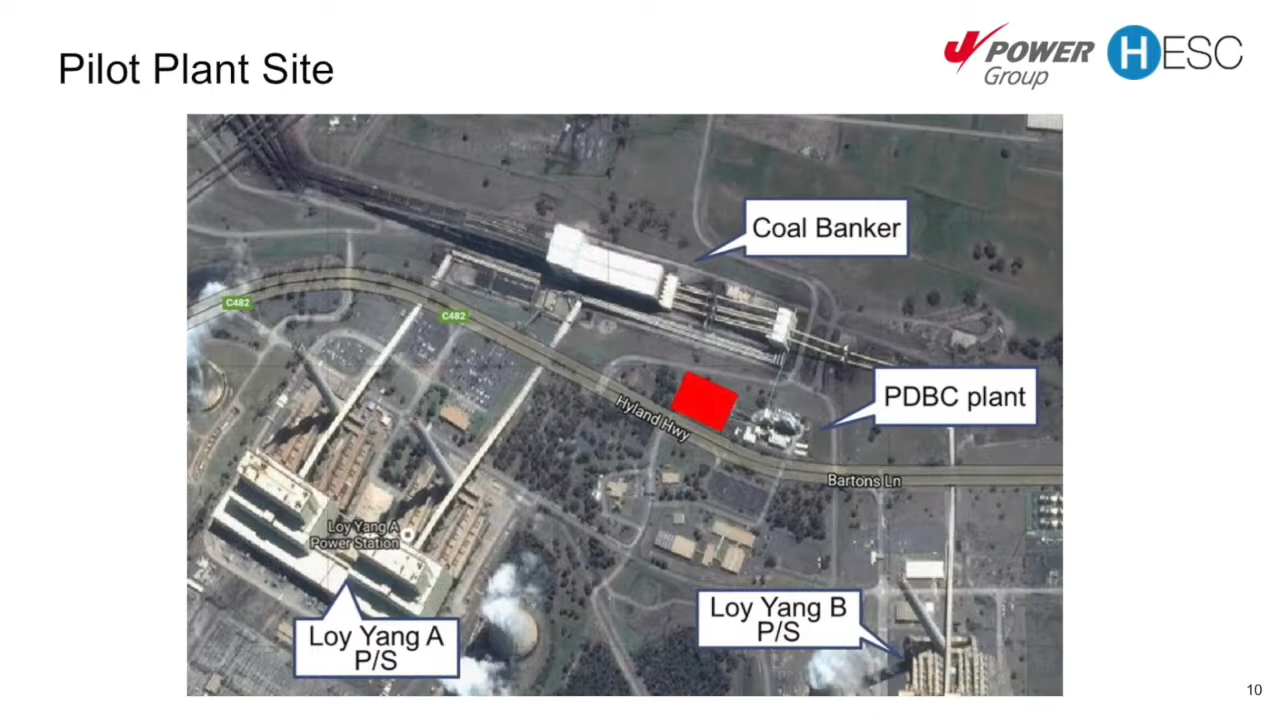 Pilot Plant Site
POWER
Group
HESC
Coal Banker
C482
C482
PDBC plant
Hyland Hwy
Bartons Ln
Loy Yang A
Power Station
Loy Yang A
P/S
Loy Yang B
P/S
10